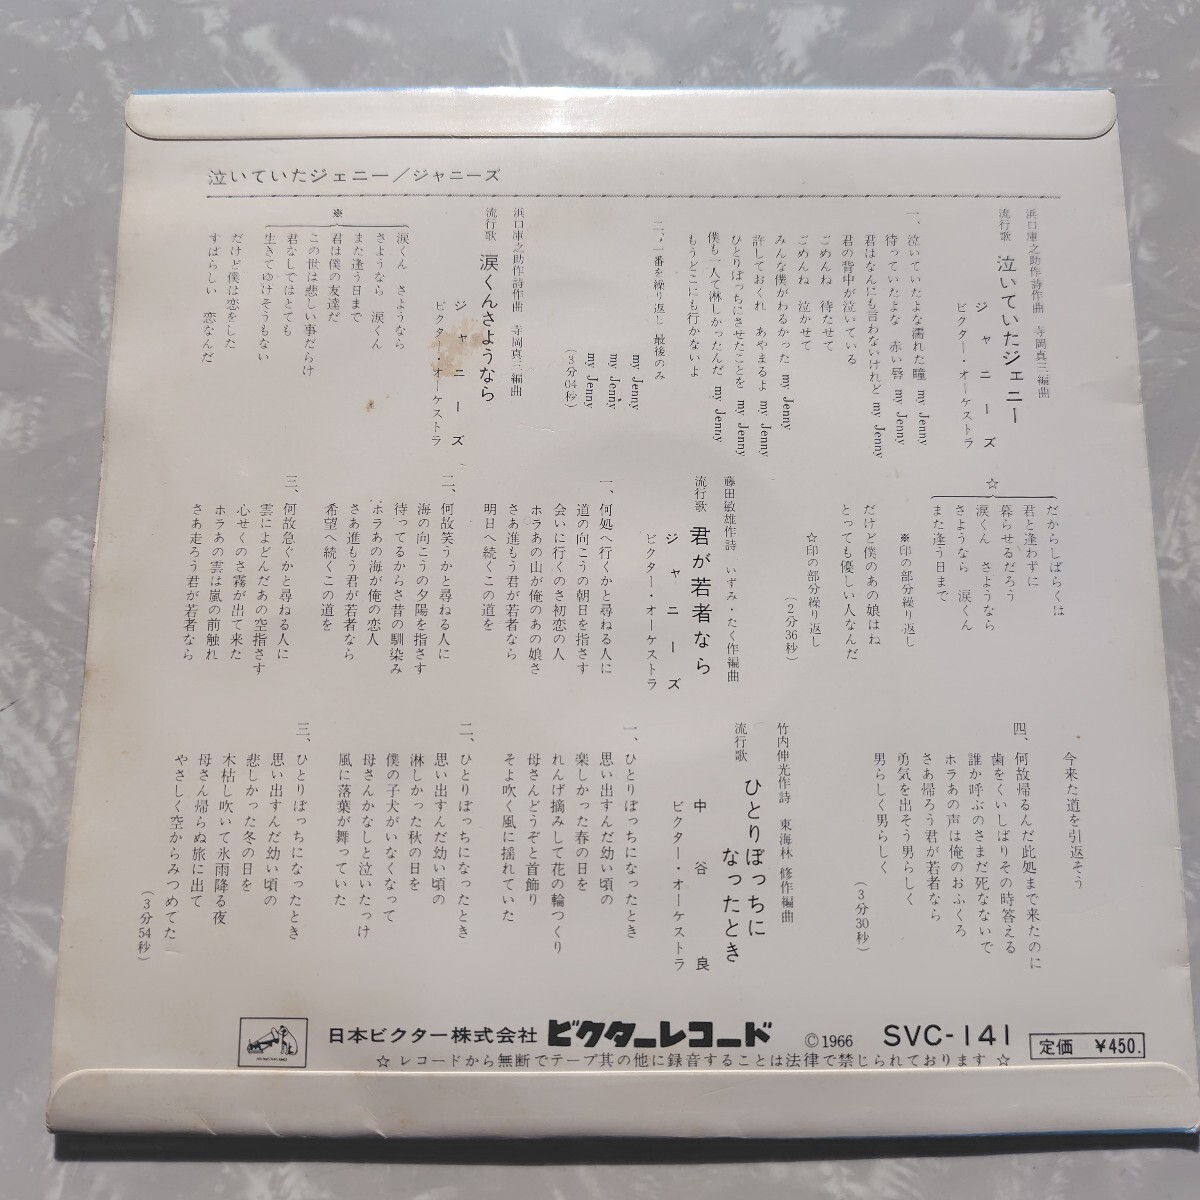 泣いていたジェニー／ジャニーズ
浜口庫之助作詩作曲 寺岡真三編曲
流行歌 泣いていたジェニー
ジャニーズ
ビクター・オーケストラ
一、泣いていたよな濡れた瞳 my Jenny
待っていたよな 赤い唇 my Jenny
君はなんにも言わないけれど my Jenny
君の背中が泣いている
ごめんね 待たせて
ごめんね 泣かせて
みんな僕がわるかった my Jenny
許しておくれ あやまるよ my Jenny
ひとりぼっちにさせたことを my Jenny
僕も一人で淋しかったんだ my Jenny
もうどこにも行かないよ
二、一番を繰り返し 最後のみ
my Jenny
my Jenny
my Jenny
(3分04秒)
浜口庫之助作詩作曲 寺岡真三編曲
流行歌 涙くんさようなら
ジャニーズ
ビクター・オーケストラ
※
涙くん さようなら
さようなら 涙くん
また逢う日まで
君は僕の友達だ
この世は悲しい事だらけ
君なしではとても
生きてゆけそうもない
だけど僕は恋をした
すばらしい 恋なんだ
だからしばらくは
☆
君と逢わずに
暮らせるだろう
涙くん さようなら
さようなら 涙くん
また逢う日まで
※印の部分繰り返し
だけど僕のあの娘はね
とっても優しい人なんだ
☆印の部分繰り返し
(2分36秒)
藤田敏雄作詩 いずみ・たく作編曲
流行歌 君が若者なら
ジャニーズ
ビクター・オーケストラ
一、何処へ行くかと尋ねる人に
道の向こうの朝日を指さす
会いに行くのさ初恋の人
ホラあの山が俺のあの娘さ
さあ進もう君が若者なら
明日へ続くこの道を
二、何故笑うかと尋ねる人に
海の向こうの夕陽を指さす
待ってるからさ昔の馴染み
ホラあの海が俺の恋人
さあ進もう君が若者なら
希望へ続くこの道を
三、何故急ぐかと尋ねる人に
雲によどんだあの空指さす
心せくのさ霧が出て来た
ホラあの雲は嵐の前触れ
さあ走ろう君が若者なら
今来た道を引返そう
四、何故帰るんだ此処まで来たのに
歯をくいしばりその時答える
誰か呼ぶのさまだ死なないで
ホラあの声は俺のおふくろ
さあ帰ろう君が若者なら
勇気を出そう男らしく
男らしく男らしく
(3分30秒)
竹内伸光作詩 東海林 修作編曲
流行歌 ひとりぼっちに
なったとき
中谷良
ビクター・オーケストラ
一、ひとりぼっちになったとき
思い出すんだ幼い頃の
楽しかった春の日を
れんげ摘みして花の輪つくり
母さんどうぞと首飾り
そよ吹く風に揺れていた
二、ひとりぼっちになったとき
思い出すんだ幼い頃の
淋しかった秋の日を
僕の子犬がいなくなって
母さんかなしと泣いたっけ
風に落葉が舞っていた
三、ひとりぼっちになったとき
思い出すんだ幼い頃の
悲しかった冬の日を
木枯し吹いて氷雨降る夜
母さん帰らぬ旅に出て
やさしく空からみつめてた
(3分54秒)
日本ビクター株式会社 ビクターレコード ©1966 SVC-141 定価 ¥450.
☆ レコードから無断でテープ其の他に録音することは法律で禁じられております ☆